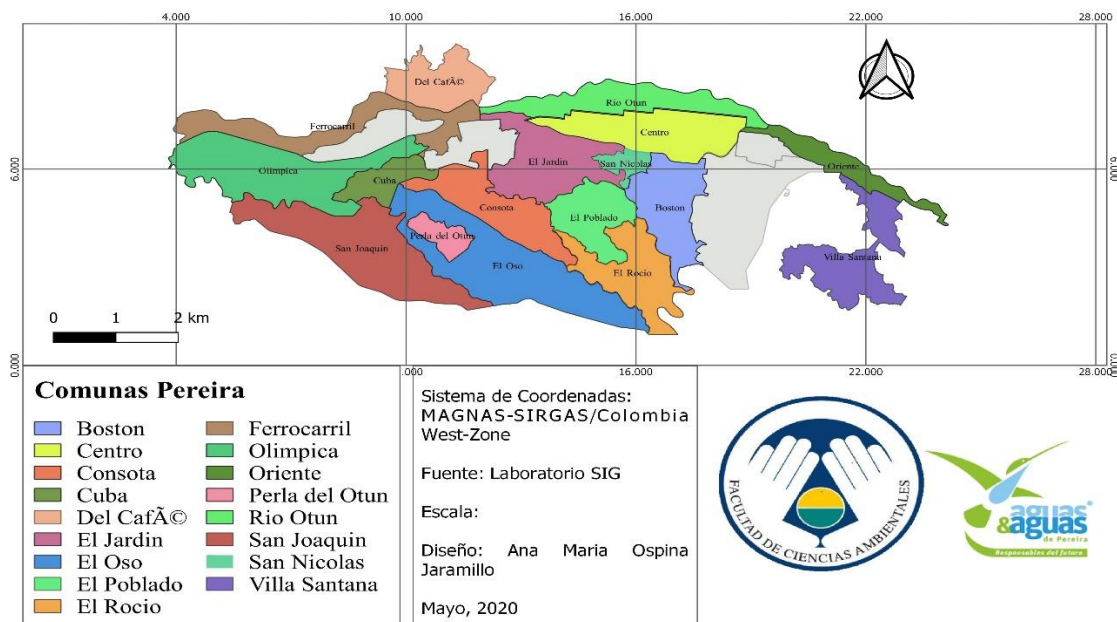 4.000 10.000 16.000 22.000 28.000
Del CafÃ©
Rio Otun
Ferrocarril
Centro
El Jardin
San Nicolas
6.000
Oriente
Olimpica
Cuba
Consota
El Poblado
Boston
Perla del Otun
San Joaquin
El Oso
El Rocio
Villa Santana
0 1 2 km
0.000
4.000 10.000 16.000 22.000 28.000
0.000
Comunas Pereira
Boston
Centro
Consota
Cuba
Del CafÃ©
El Jardin
El Oso
El Poblado
El Rocio
Ferrocarril
Olimpica
Oriente
Perla del Otun
Rio Otun
San Joaquin
San Nicolas
Villa Santana
Sistema de Coordenadas:
MAGNAS-SIRGAS/Colombia
West-Zone
Fuente: Laboratorio SIG
Escala:
Diseño: Ana Maria Ospina
Jaramillo
Mayo, 2020
FACULTAD DE CIENCIAS AMBIENTALES
aguas
&aguas
de Pereira
Responsables del futuro